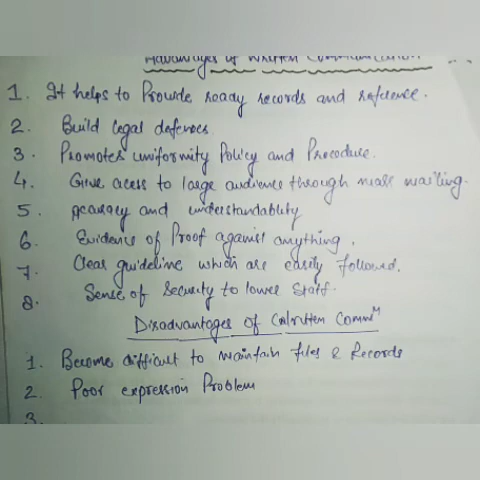 Advantages of Written Communication
1. It helps to Provide ready records and reference.
2. Build legal defences
3. Promotes uniformity Policy and Procedure.
4. Give acess to large audience through mass mailing.
5. Accuracy and understandability
6. Evidence of Proof against anything.
7. Clear guideline which are easily followed.
8. Sense of Security to lower Staff.
Disadvantages of Written Commⁿ
1. Become difficult to maintain files & Records
2. Poor expression Problem
3.